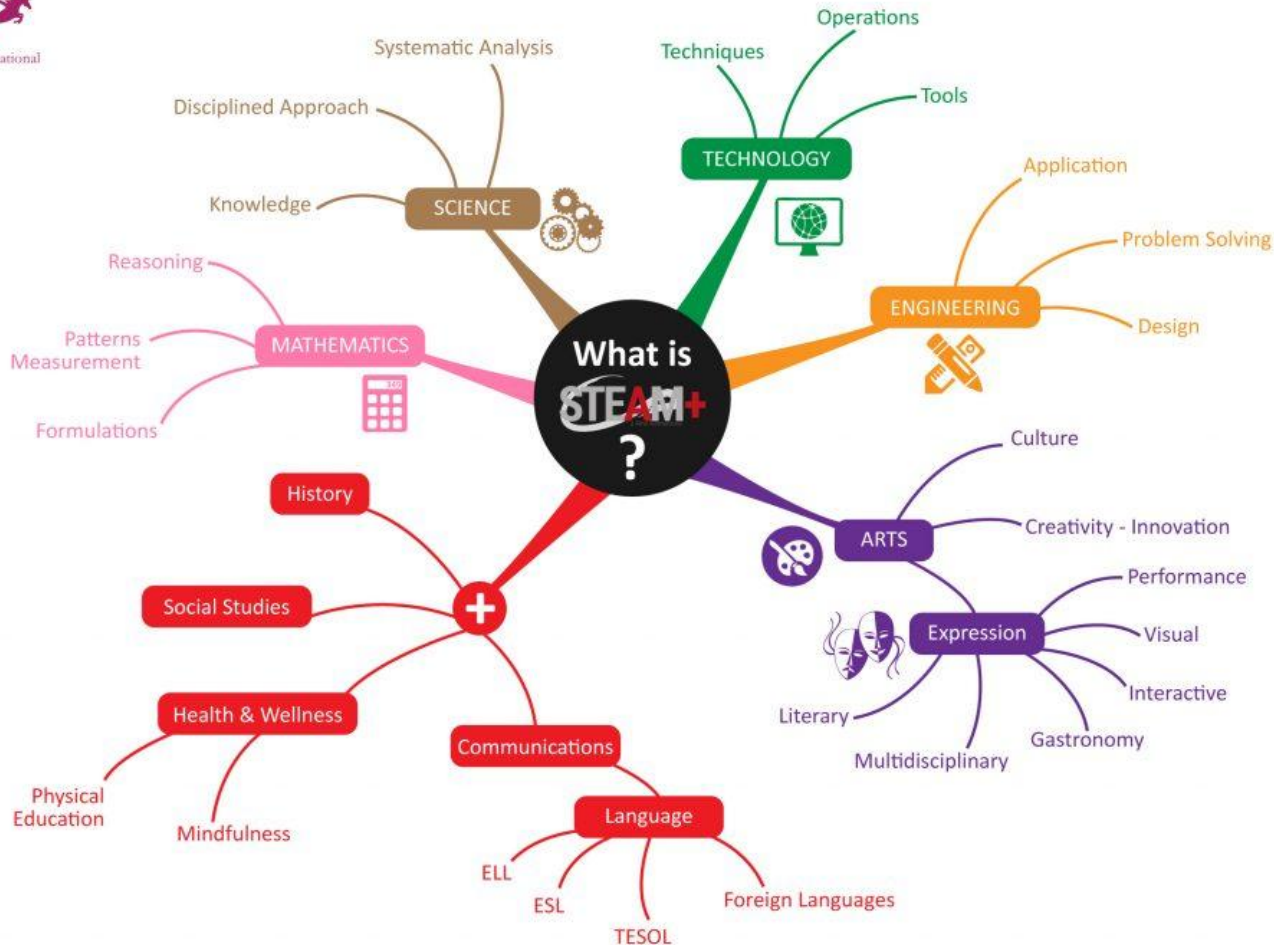 ational
What is
STEAM+
?
SCIENCE
Systematic Analysis
Disciplined Approach
Knowledge
TECHNOLOGY
Techniques
Operations
Tools
ENGINEERING
Application
Problem Solving
Design
ARTS
Culture
Creativity - Innovation
Expression
Performance
Visual
Interactive
Gastronomy
Multidisciplinary
Literary
+
History
Social Studies
Health & Wellness
Physical
Education
Mindfulness
Communications
Language
ELL
ESL
TESOL
Foreign Languages
MATHEMATICS
Reasoning
Patterns
Measurement
Formulations